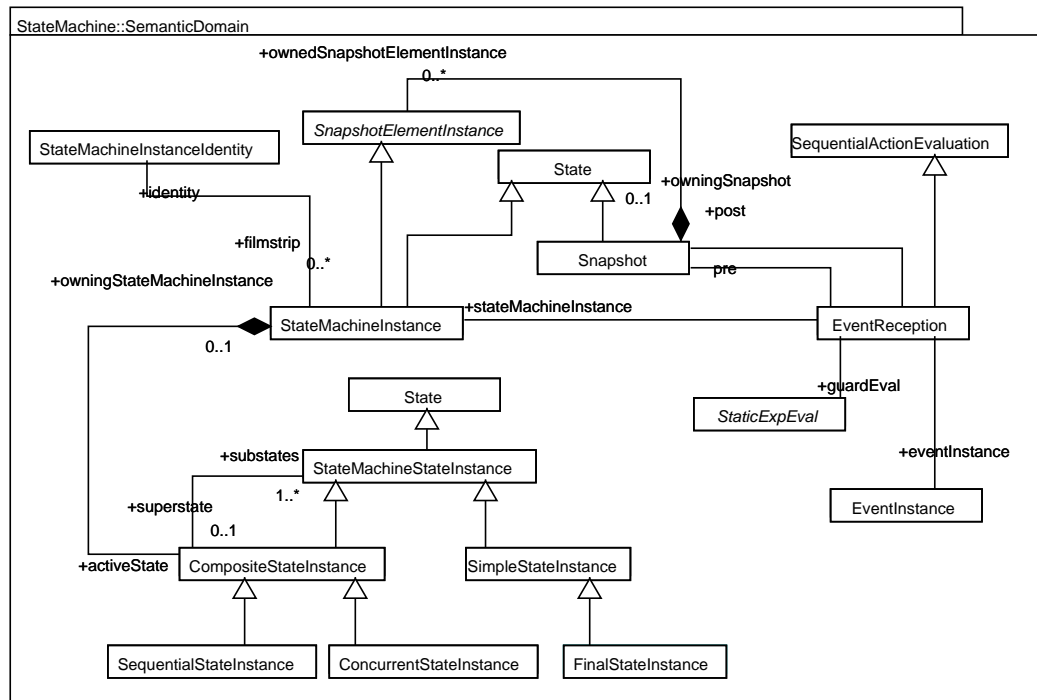 StateMachine::SemanticDomain
+ownedSnapshotElementInstance
0..*
SnapshotElementInstance
StateMachineInstanceIdentity
SequentialActionEvaluation
State
+identity
+owningSnapshot
0..1
+post
+filmstrip
0..*
Snapshot
pre
+owningStateMachineInstance
+stateMachineInstance
StateMachineInstance
EventReception
0..1
+guardEval
State
StaticExpEval
+substates
StateMachineStateInstance
+eventInstance
1..*
+superstate
EventInstance
0..1
+activeState
CompositeStateInstance
SimpleStateInstance
SequentialStateInstance
ConcurrentStateInstance
FinalStateInstance